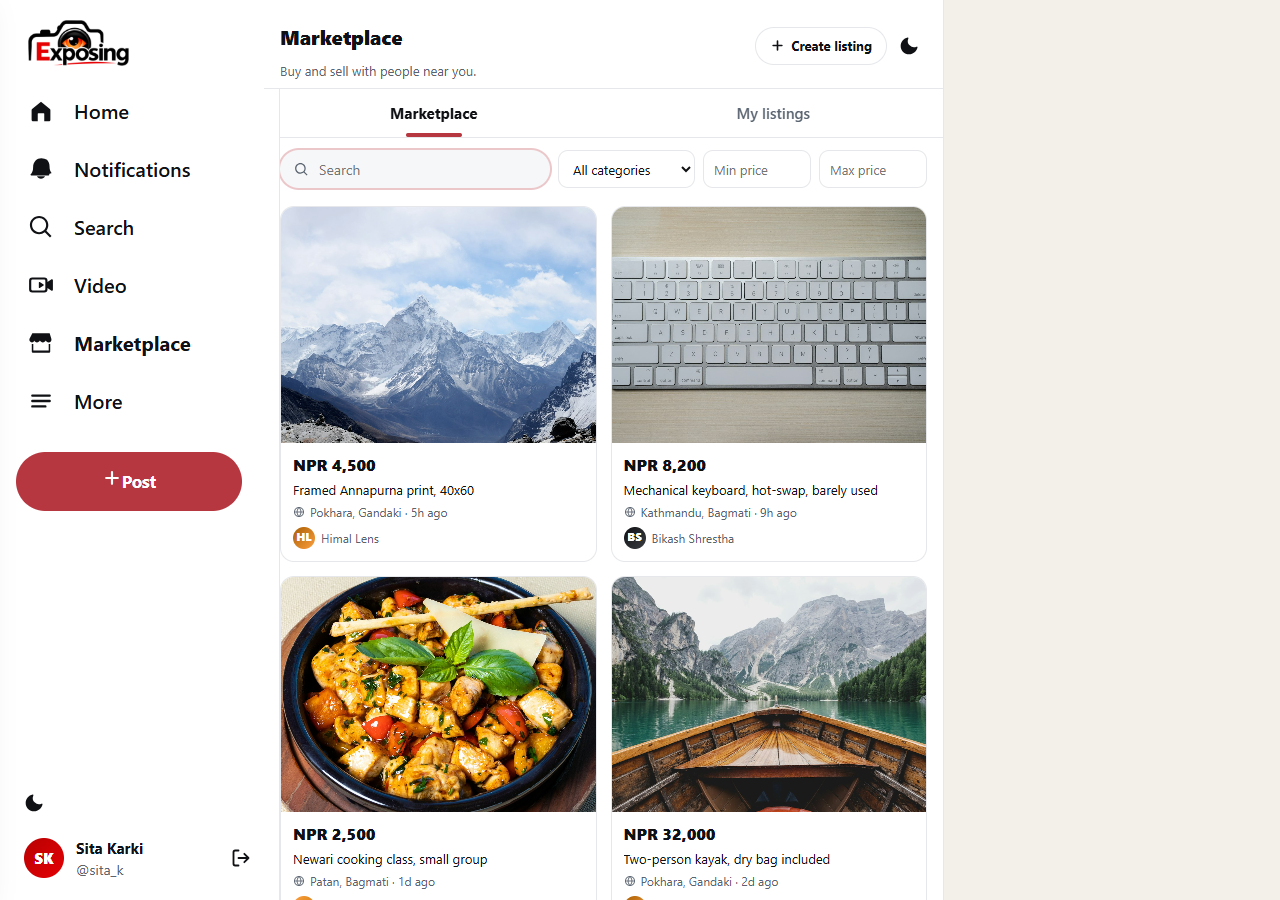 Exposing
Home
Notifications
Search
Video
Marketplace
More
Post
Sita Karki
@sita_k
SK
Marketplace
Buy and sell with people near you.
Create listing
Marketplace
My listings
Search
All categories
Min price
Max price
NPR 4,500
Framed Annapurna print, 40x60
Pokhara, Gandaki · 5h ago
HL Himal Lens
NPR 8,200
Mechanical keyboard, hot-swap, barely used
Kathmandu, Bagmati · 9h ago
BS Bikash Shrestha
NPR 2,500
Newari cooking class, small group
Patan, Bagmati · 1d ago
NPR 32,000
Two-person kayak, dry bag included
Pokhara, Gandaki · 2d ago